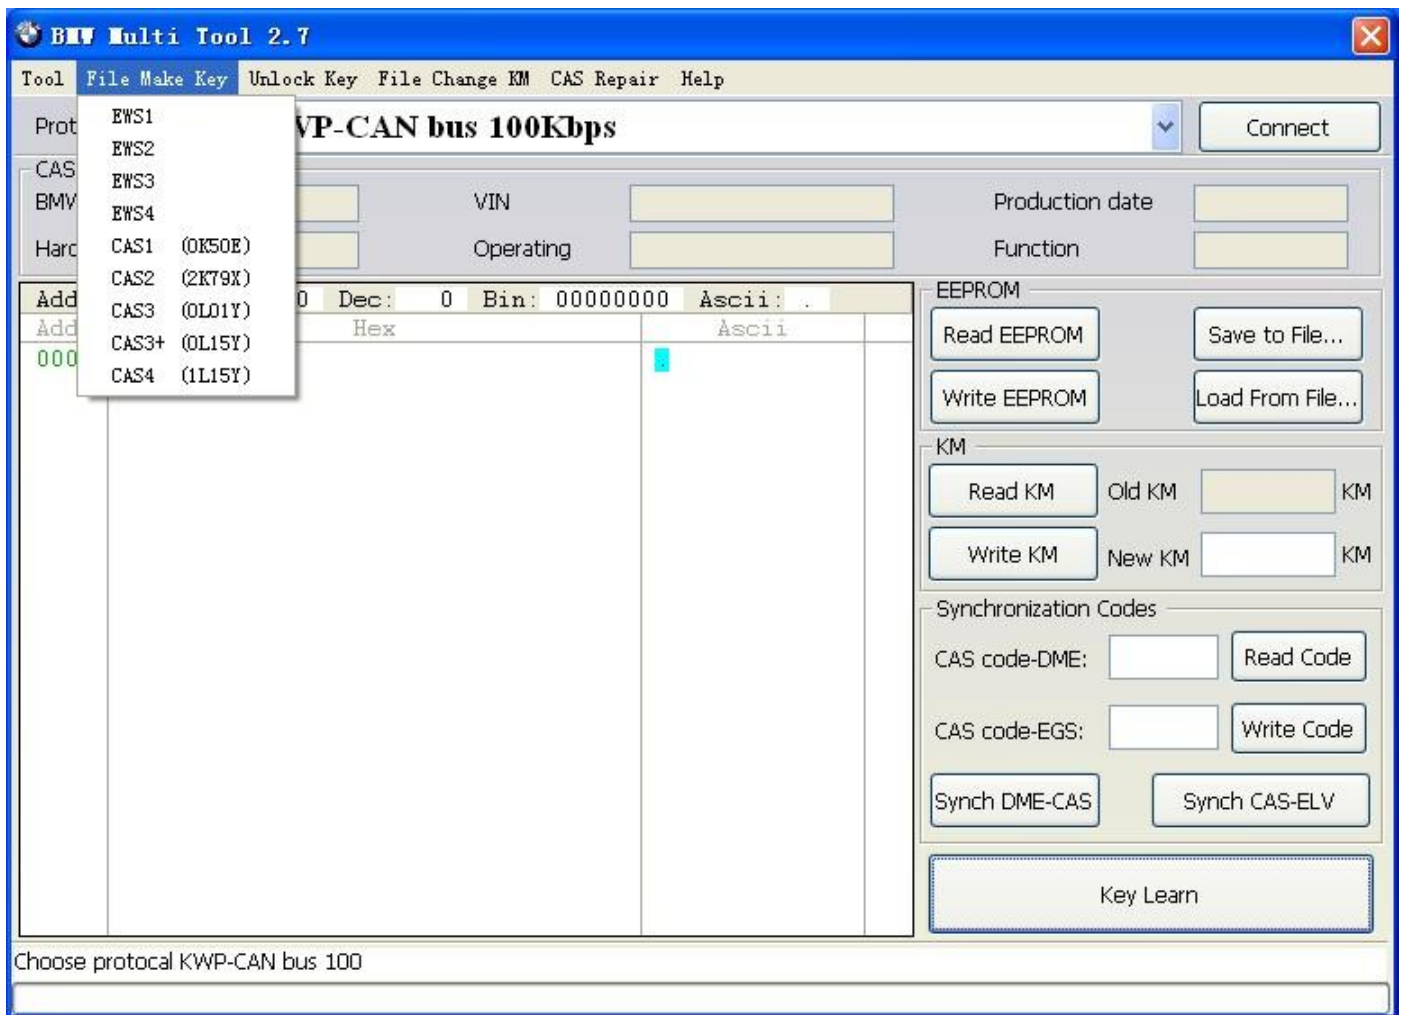 BMW Multi Tool 2.7
Tool File Make Key Unlock Key File Change KM CAS Repair Help
EWS1
EWS2
EWS3
EWS4
CAS1 (0K50E)
CAS2 (2K79X)
CAS3 (0L01Y)
CAS3+ (0L15Y)
CAS4 (1L15Y)
Prot VP-CAN bus 100Kbps Connect
CAS
BMV VIN Production date
Harc Operating Function
Add 0 Dec: 0 Bin: 00000000 Ascii: .
Add Hex Ascii
000 .
EEPROM
Read EEPROM Save to File...
Write EEPROM Load From File...
KM
Read KM Old KM KM
Write KM New KM KM
Synchronization Codes
CAS code-DME: Read Code
CAS code-EGS: Write Code
Synch DME-CAS Synch CAS-ELV
Key Learn
Choose protocal KWP-CAN bus 100